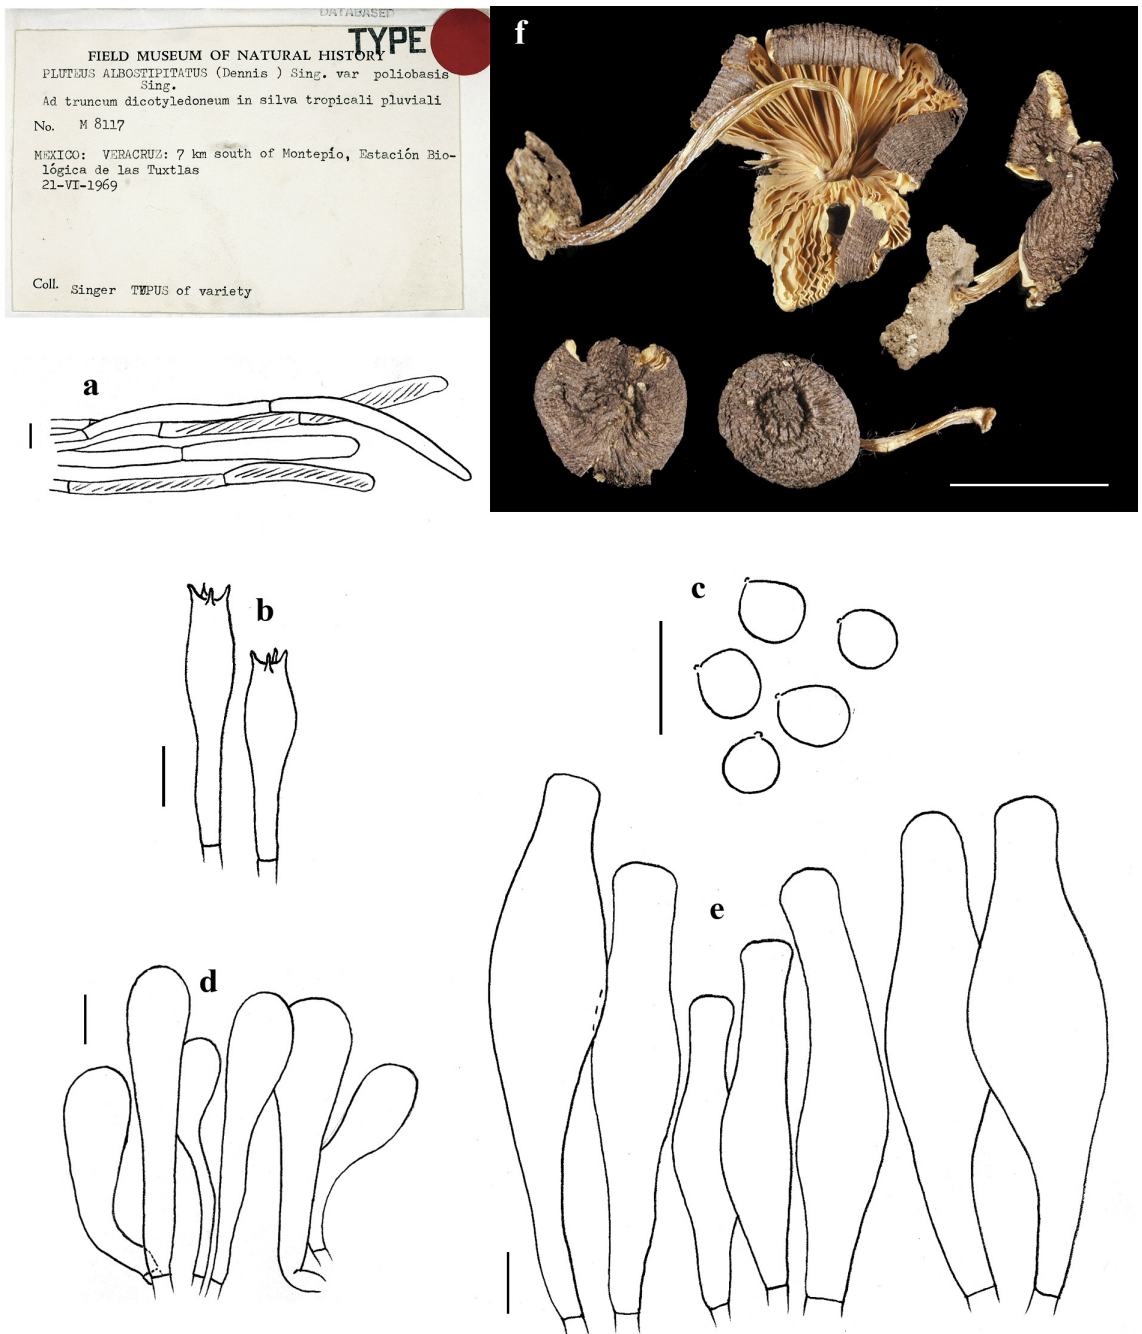 DATABASED
TYPE
FIELD MUSEUM OF NATURAL HISTORY
PLUTEUS ALBOSTIPITATUS (Dennis ) Sing. var poliobasis
Sing.
Ad truncum dicotyledoneum in silva tropicali pluviali
No. M 8117
MEXICO: VERACRUZ: 7 km south of Montepío, Estación Bio-
lógica de las Tuxtlas
21-VI-1969
Coll. Singer TYPUS of variety
f
a
b
c
d
e